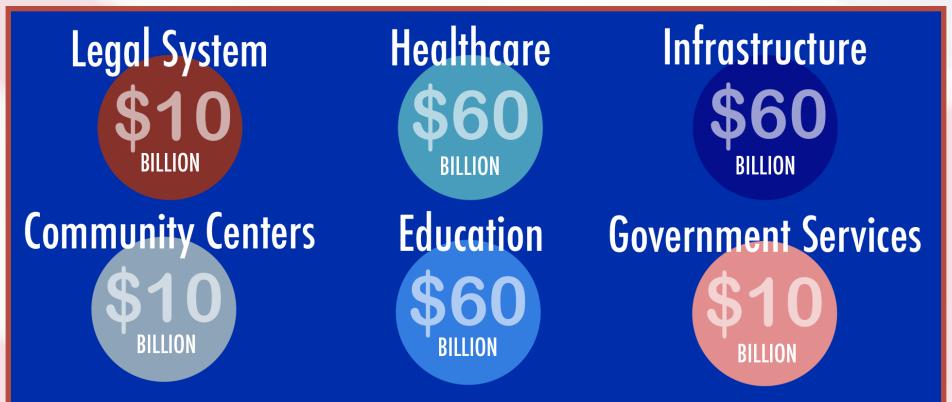 Legal System
$10
BILLION
Healthcare
$60
BILLION
Infrastructure
$60
BILLION
Community Centers
$10
BILLION
Education
$60
BILLION
Government Services
$10
BILLION